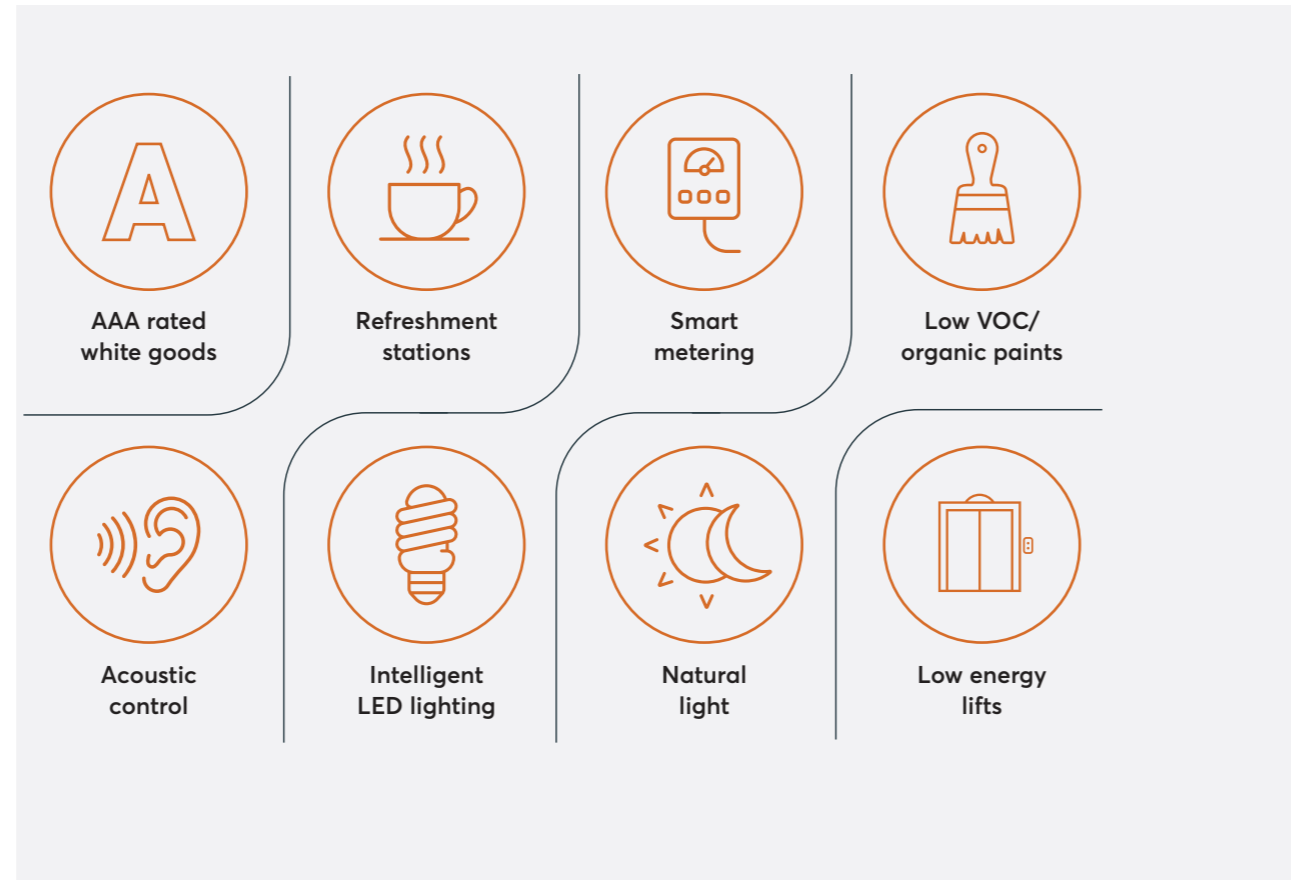 AAA rated
white goods
Refreshment
stations
Smart
metering
Low VOC/
organic paints
Acoustic
control
Intelligent
LED lighting
Natural
light
Low energy
lifts